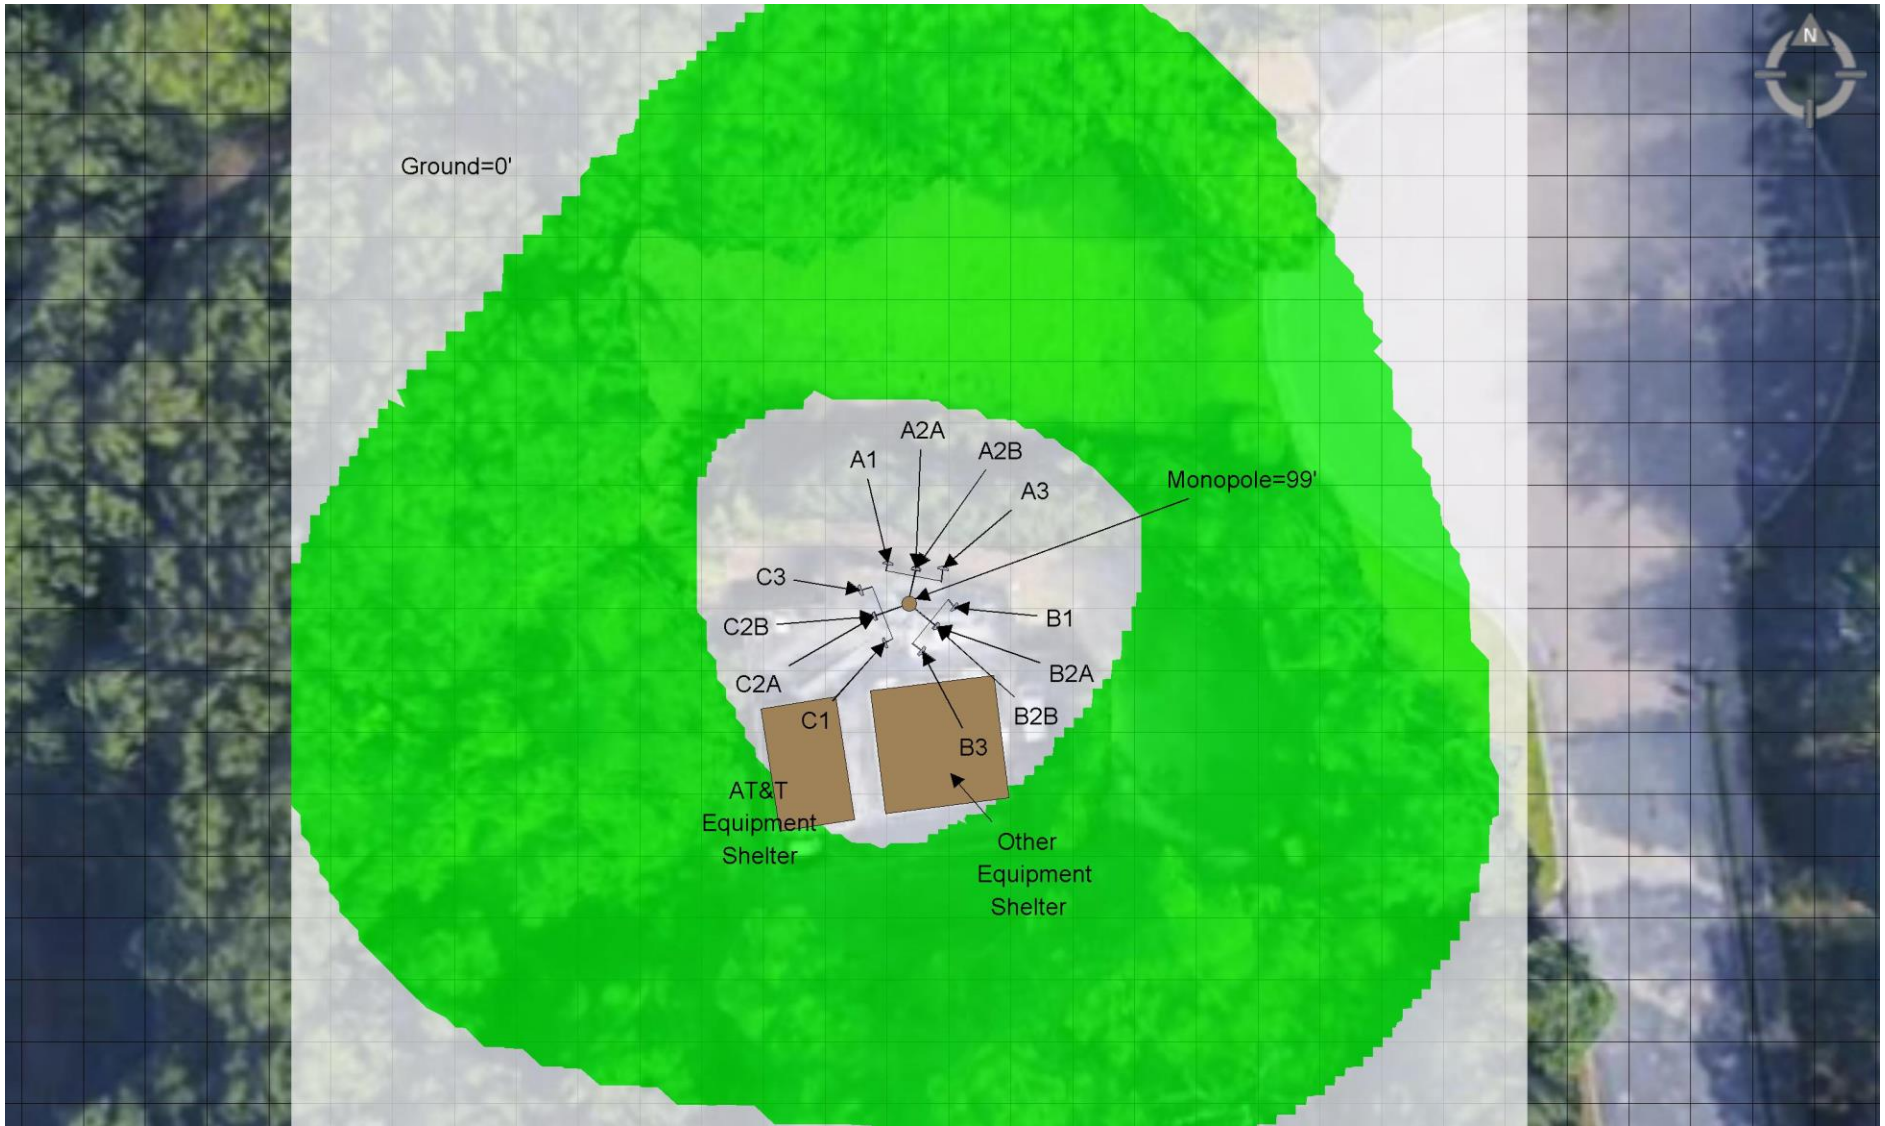 N
Ground=0'
A2A
A2B
A1
A3
Monopole=99'
C3
C2B
B1
C2A
B2A
C1
B2B
B3
AT&T
Equipment
Shelter
Other
Equipment
Shelter